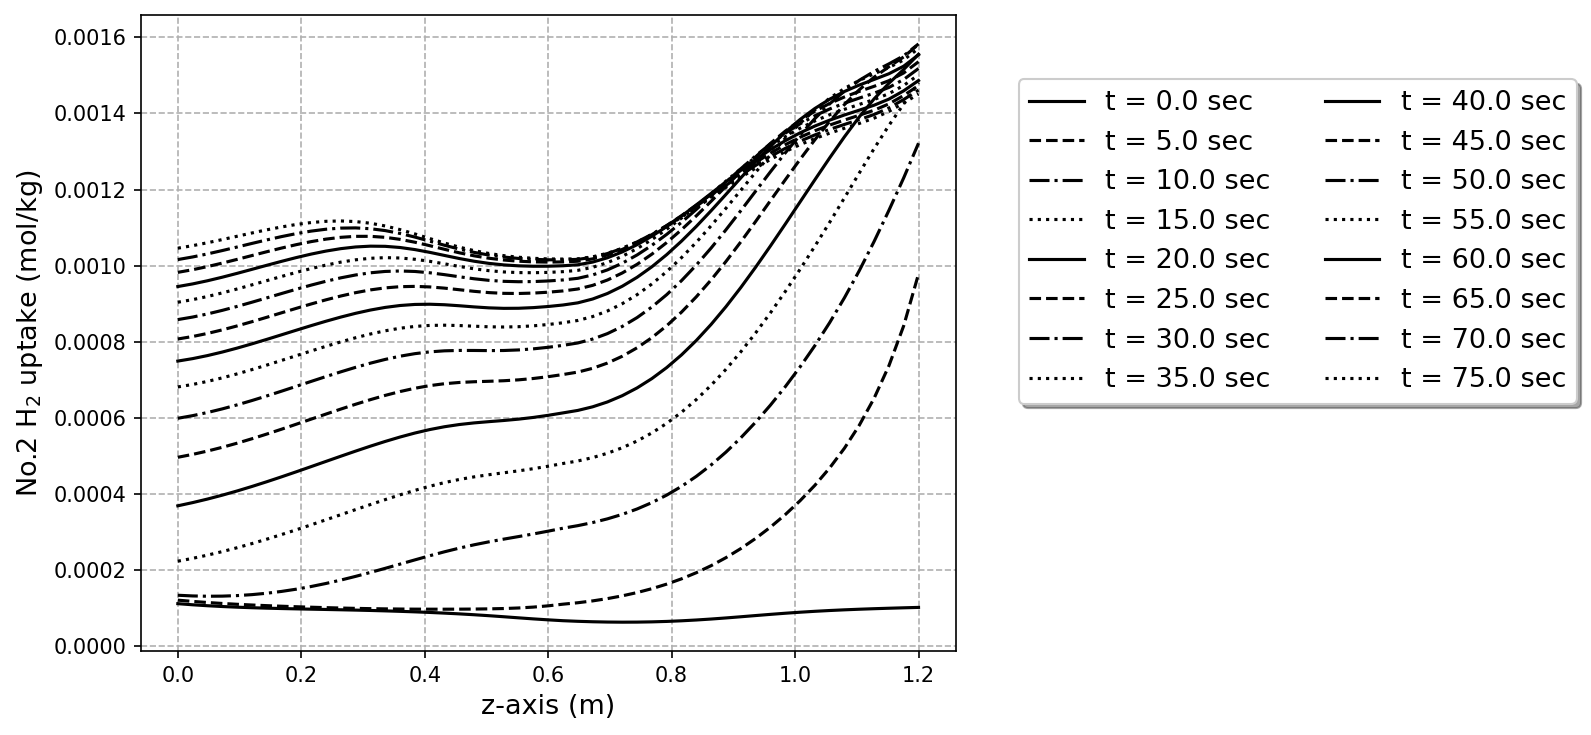 0.0016
0.0014
0.0012
0.0010
0.0008
0.0006
0.0004
0.0002
0.0000
No.2 H₂ uptake (mol/kg)
0.0 0.2 0.4 0.6 0.8 1.0 1.2
z-axis (m)
t = 0.0 sec
t = 5.0 sec
t = 10.0 sec
t = 15.0 sec
t = 20.0 sec
t = 25.0 sec
t = 30.0 sec
t = 35.0 sec
t = 40.0 sec
t = 45.0 sec
t = 50.0 sec
t = 55.0 sec
t = 60.0 sec
t = 65.0 sec
t = 70.0 sec
t = 75.0 sec